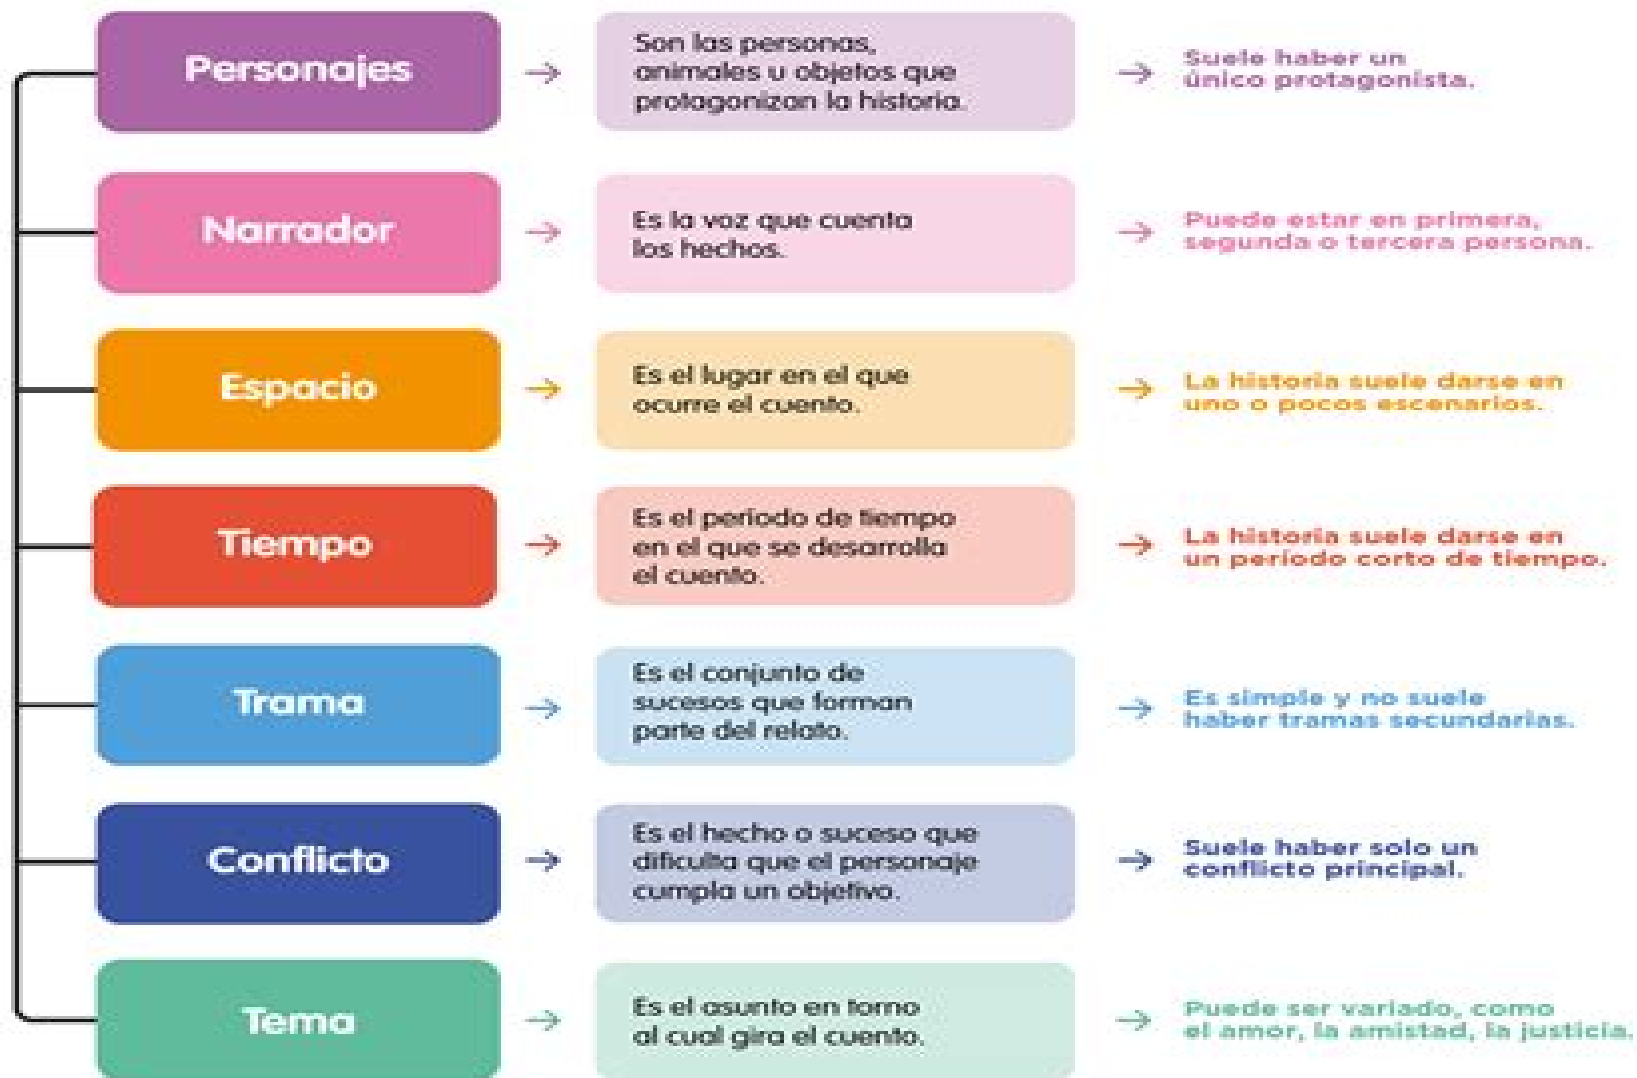 Personajes
Son las personas,
animales u objetos que
protagonizan la historia.
Suele haber un
único protagonista.
Narrador
Es la voz que cuenta
los hechos.
Puede estar en primera,
segunda o tercera persona.
Espacio
Es el lugar en el que
ocurre el cuento.
La historia suele darse en
uno o pocos escenarios.
Tiempo
Es el período de tiempo
en el que se desarrolla
el cuento.
La historia suele darse en
un período corto de tiempo.
Trama
Es el conjunto de
sucesos que forman
parte del relato.
Es simple y no suele
haber tramas secundarias.
Conflicto
Es el hecho o suceso que
dificulta que el personaje
cumpla un objetivo.
Suele haber solo un
conflicto principal.
Tema
Es el asunto en torno
al cual gira el cuento.
Puede ser variado, como
el amor, la amistad, la justicia.